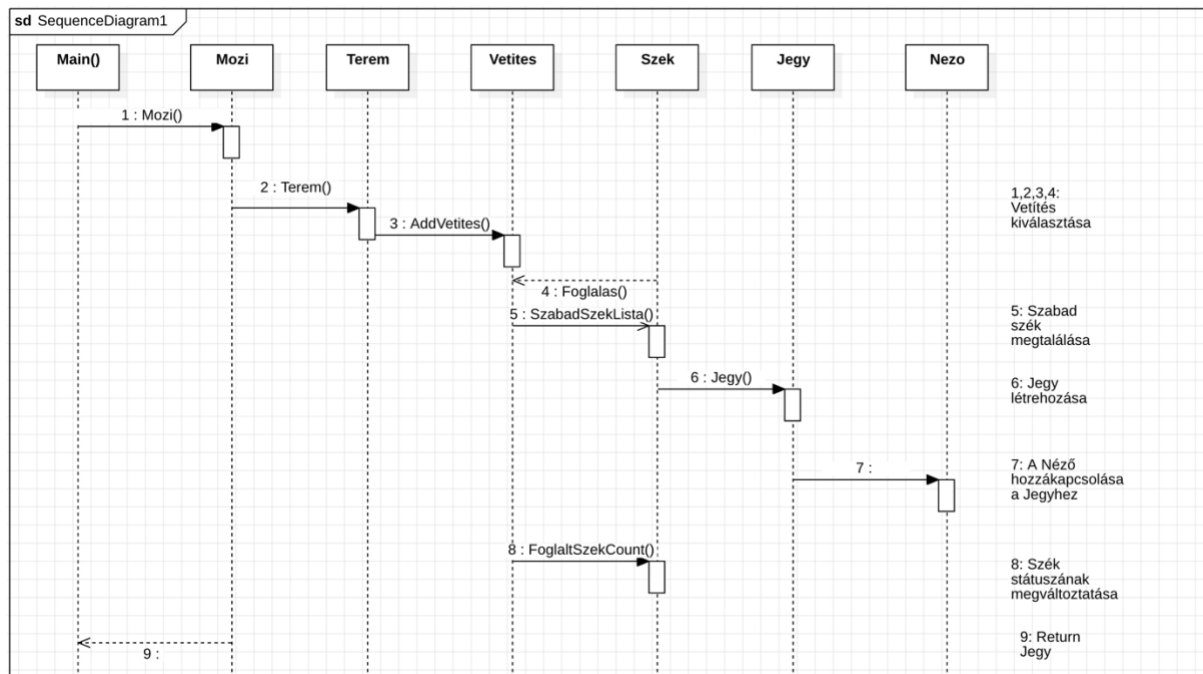 sd SequenceDiagram1
Main()
Mozi
Terem
Vetites
Szek
Jegy
Nezo
1 : Mozi()
2 : Terem()
3 : AddVetites()
1,2,3,4:
Vetítés
kiválasztása
4 : Foglalas()
5 : SzabadSzekLista()
5: Szabad
szék
megtalálása
6 : Jegy()
6: Jegy
létrehozása
7 :
7: A Néző
hozzákapcsolása
a Jegyhez
8 : FoglaltSzekCount()
8: Szék
státuszának
megváltoztatása
9 :
9: Return
Jegy